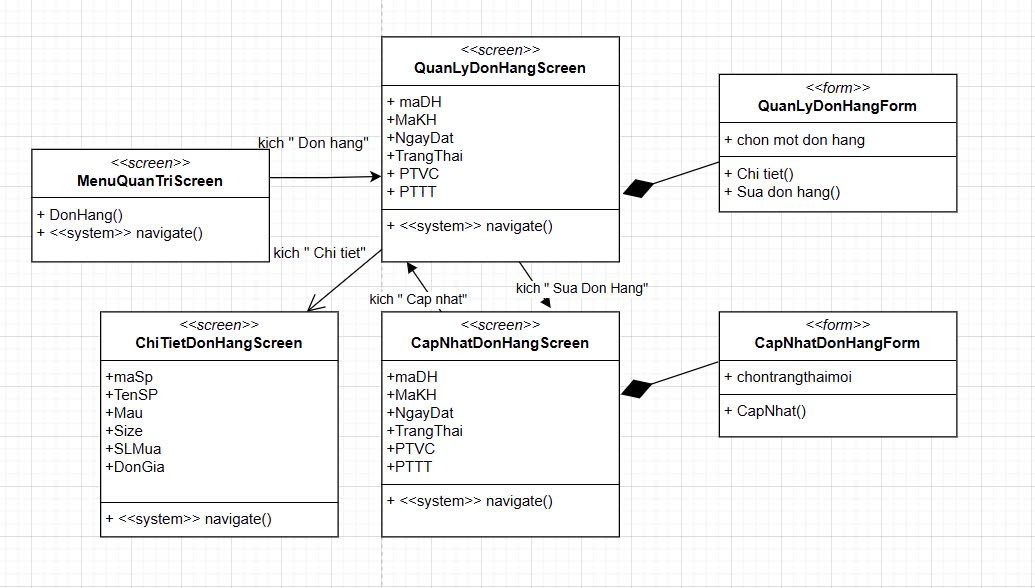 <<screen>>
QuanLyDonHangScreen
+ maDH
+MaKH
+NgayDat
+TrangThai
+ PTVC
+ PTTT
+ <<system>> navigate()
<<form>>
QuanLyDonHangForm
+ chon mot don hang
+ Chi tiet()
+ Sua don hang()
kich " Don hang"
<<screen>>
MenuQuanTriScreen
+ DonHang()
+ <<system>> navigate()
kich " Chi tiet"
kich " Cap nhat"
kich " Sua Don Hang"
<<screen>>
ChiTietDonHangScreen
+maSp
+TenSP
+Mau
+Size
+SLMua
+DonGia
+ <<system>> navigate()
<<screen>>
CapNhatDonHangScreen
+maDH
+MaKH
+NgayDat
+TrangThai
+PTVC
+PTTT
+ <<system>> navigate()
<<form>>
CapNhatDonHangForm
+ chontrangthaimoi
+ CapNhat()